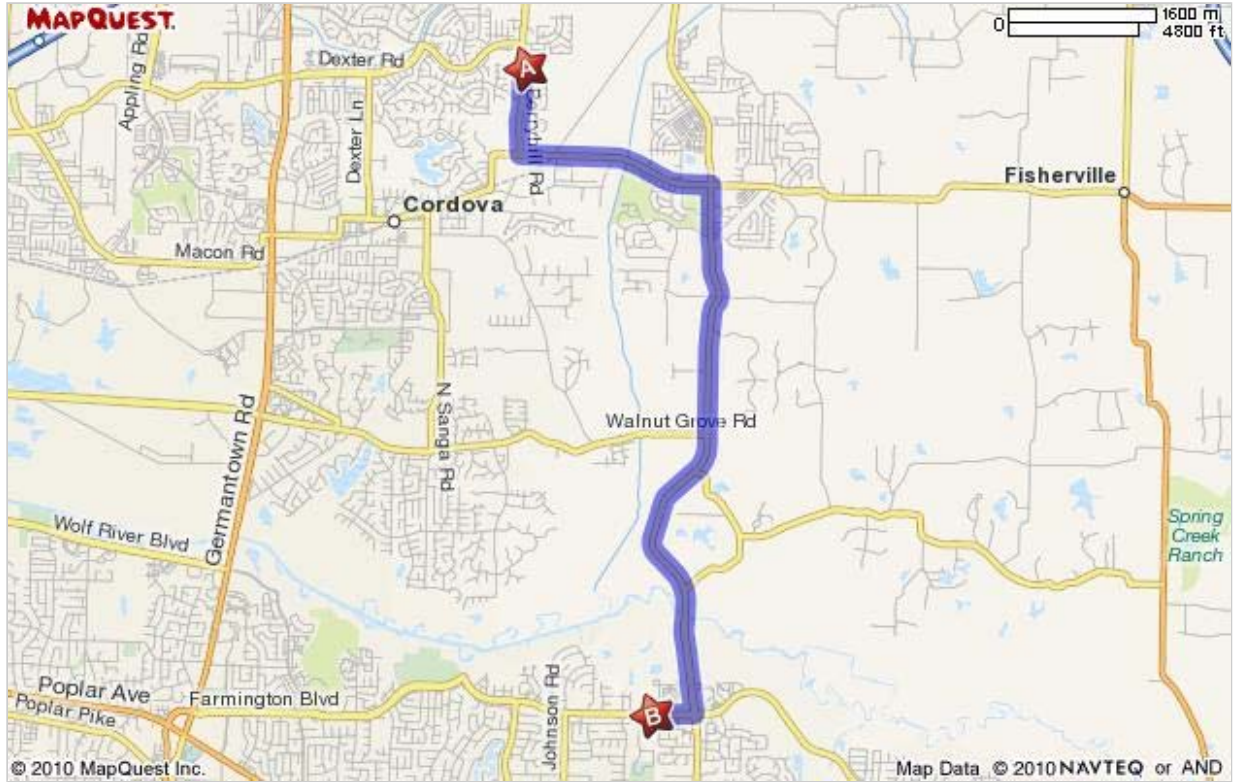 MAPQUEST.
0
1600 m
4800 ft
Appling Rd
Dexter Rd
A
Dexter Ln
Fisherville
Cordova
Macon Rd
N Sanga Rd
Walnut Grove Rd
Germantown Rd
Wolf River Blvd
Spring
Creek
Ranch
Poplar Ave
Farmington Blvd
Johnson Rd
B
Poplar Pike
© 2010 MapQuest Inc.
Map Data © 2010 NAVTEQ or AND